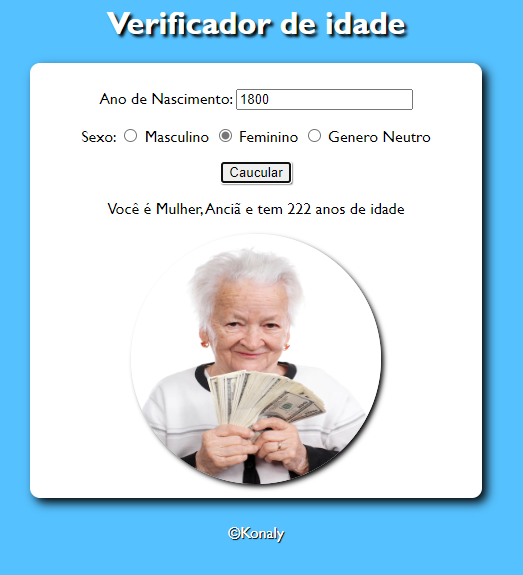 Verificador de idade
Ano de Nascimento: 1800
Sexo: Masculino Feminino Genero Neutro
Caucular
Você é Mulher, Anciã e tem 222 anos de idade
©Konaly